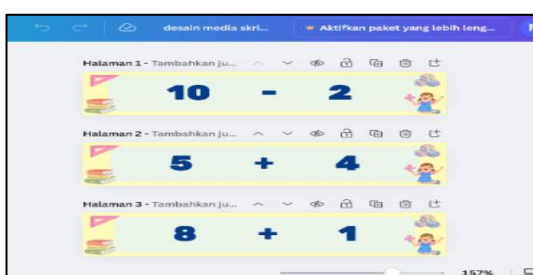 desain media skri... Aktifkan paket yang lebih leng...
Halaman 1 - Tambahkan ju...
10 - 2
Halaman 2 - Tambahkan ju...
5 + 4
Halaman 3 - Tambahkan ju...
8 + 1
157%